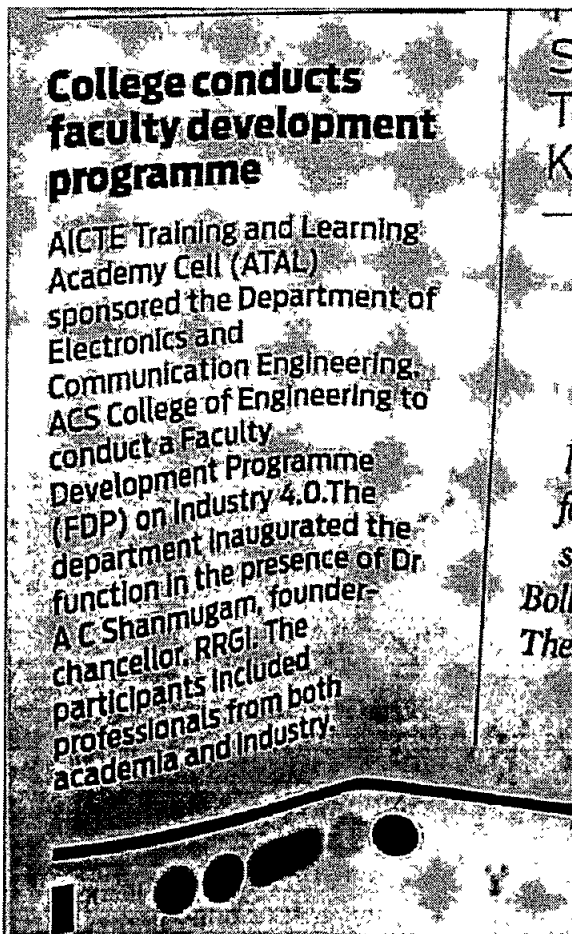 College conducts
faculty development
programme
AICTE Training and Learning
Academy Cell (ATAL)
sponsored the Department of
Electronics and
Communication Engineering,
ACS College of Engineering to
conduct a Faculty
Development Programme
(FDP) on Industry 4.0.The
department inaugurated the
function in the presence of Dr
A C Shanmugam, founder-
chancellor, RRGI. The
participants included
professionals from both
academia and industry.
S
T
K
f
s
Boll
The